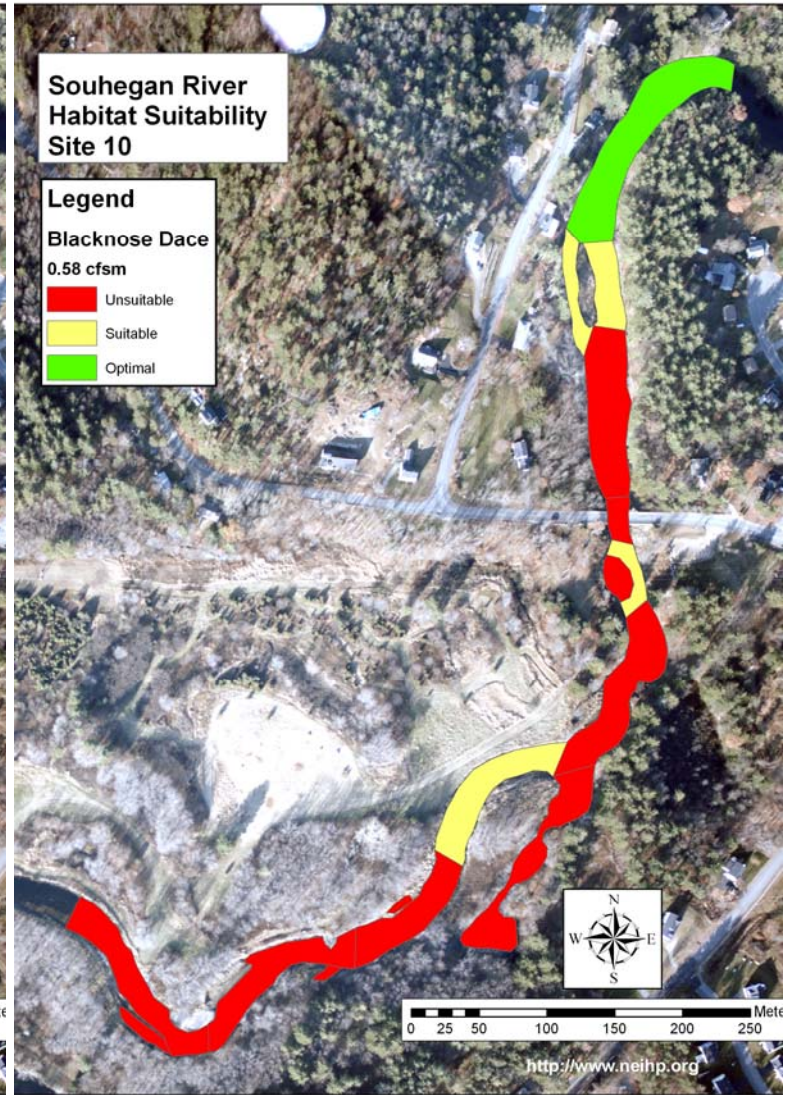 Souhegan River
Habitat Suitability
Site 10
Legend
Blacknose Dace
0.58 cfsm
Unsuitable
Suitable
Optimal
N
W E
S
0 25 50 100 150 200 250
http://www.neihp.org